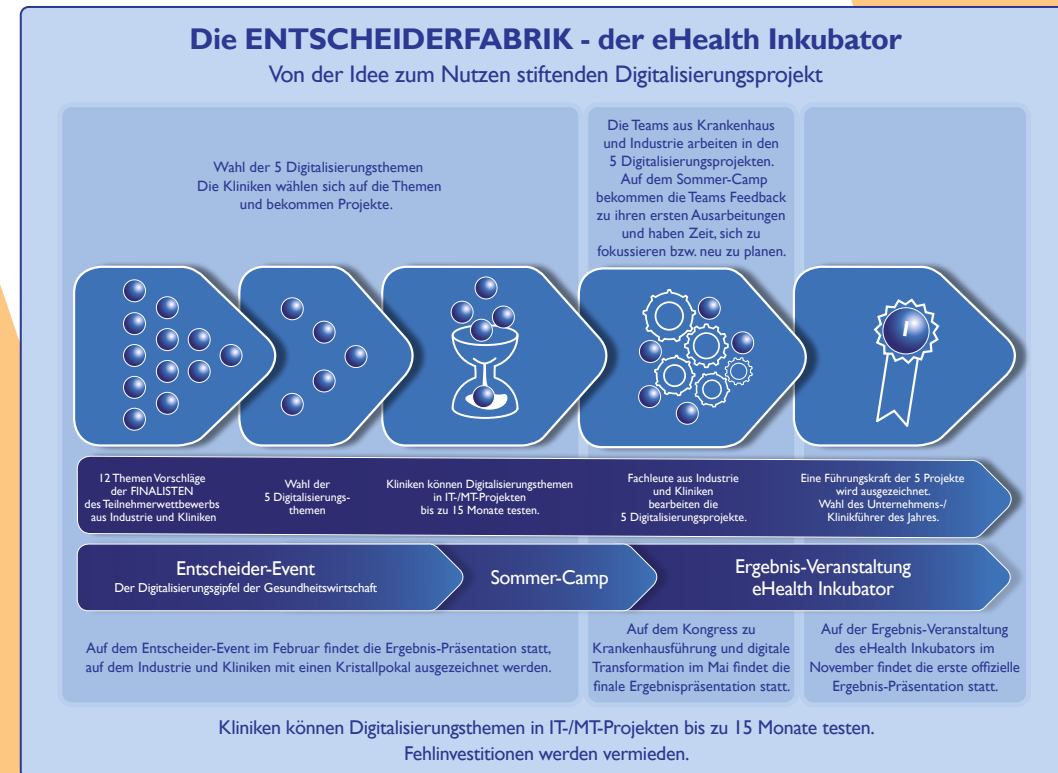 Die ENTSCHEIDERFABRIK - der eHealth Inkubator
Von der Idee zum Nutzen stiftenden Digitalisierungsprojekt
Wahl der 5 Digitalisierungsthemen
Die Kliniken wählen sich auf die Themen
und bekommen Projekte.
Die Teams aus Krankenhaus
und Industrie arbeiten in den
5 Digitalisierungsprojekten.
Auf dem Sommer-Camp
bekommen die Teams Feedback
zu ihren ersten Ausarbeitungen
und haben Zeit, sich zu
fokussieren bzw. neu zu planen.
1
12 Themen Vorschläge
der FINALISTEN
des Teilnehmerwettbewerbs
aus Industrie und Kliniken
Wahl der
5 Digitalisierungs-
themen
Kliniken können Digitalisierungsthemen
in IT-/MT-Projekten
bis zu 15 Monate testen.
Fachleute aus Industrie
und Kliniken
bearbeiten die
5 Digitalisierungsprojekte.
Eine Führungskraft der 5 Projekte
wird ausgezeichnet.
Wahl des Unternehmens-/
Klinikführer des Jahres.
Entscheider-Event
Der Digitalisierungsgipfel der Gesundheitswirtschaft
Sommer-Camp
Ergebnis-Veranstaltung
eHealth Inkubator
Auf dem Entscheider-Event im Februar findet die Ergebnis-Präsentation statt,
auf dem Industrie und Kliniken mit einen Kristallpokal ausgezeichnet werden.
Auf dem Kongress zu
Krankenhausführung und digitale
Transformation im Mai findet die
finale Ergebnispräsentation statt.
Auf der Ergebnis-Veranstaltung
des eHealth Inkubators im
November findet die erste offizielle
Ergebnis-Präsentation statt.
Kliniken können Digitalisierungsthemen in IT-/MT-Projekten bis zu 15 Monate testen.
Fehlinvestitionen werden vermieden.